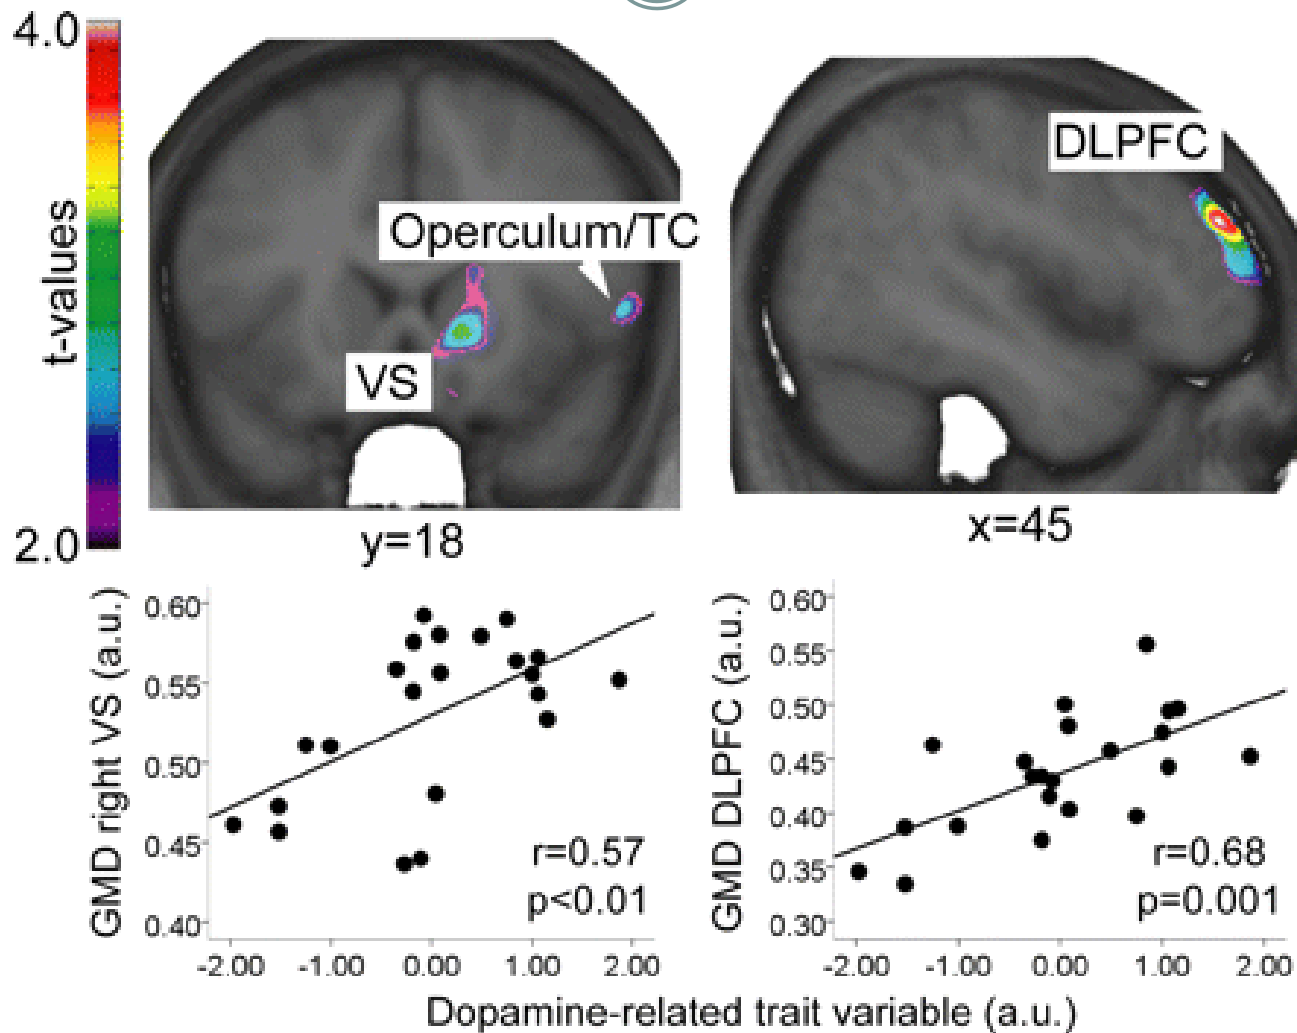 4.0
t-values
2.0
Operculum/TC
VS
y=18
DLPFC
x=45
GMD right VS (a.u.)
0.60
0.55
0.50
0.45
0.40
r=0.57
p<0.01
-2.00 -1.00 0.00 1.00 2.00
GMD DLPFC (a.u.)
0.60
0.55
0.50
0.45
0.40
0.35
0.30
r=0.68
p=0.001
-2.00 -1.00 0.00 1.00 2.00
Dopamine-related trait variable (a.u.)